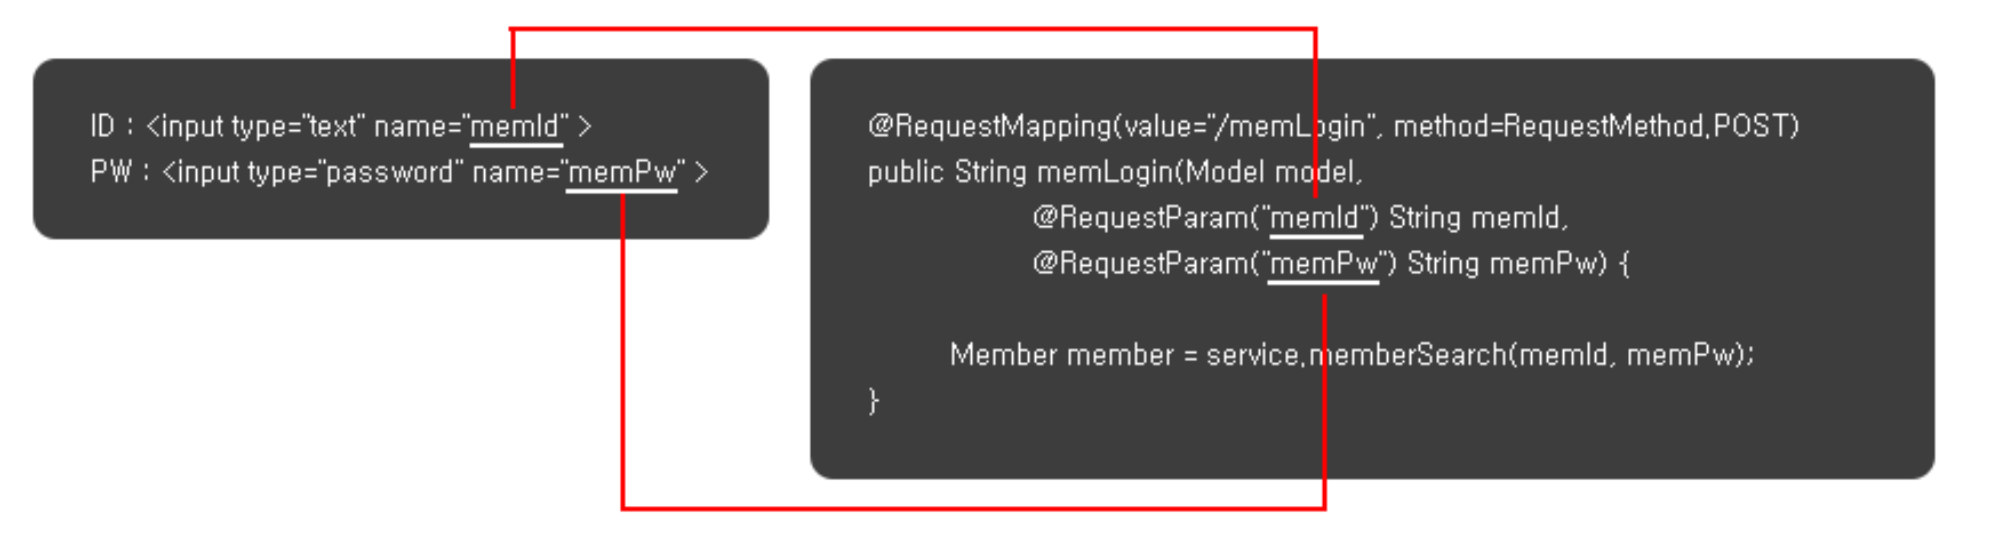 ID : <input type="text" name="memId" >
PW : <input type="password" name="memPw" >
@RequestMapping(value="/memLogin", method=RequestMethod.POST)
public String memLogin(Model model,
@RequestParam("memId") String memId,
@RequestParam("memPw") String memPw) {
Member member = service.memberSearch(memId, memPw);
}